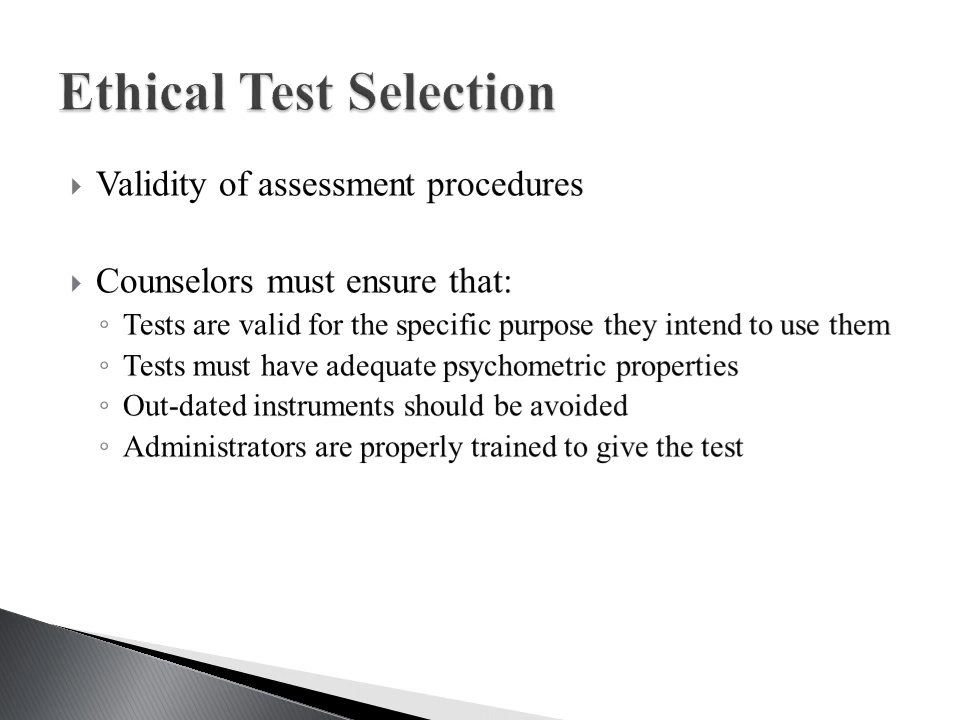 Ethical Test Selection
Validity of assessment procedures
Counselors must ensure that:
Tests are valid for the specific purpose they intend to use them
Tests must have adequate psychometric properties
Out-dated instruments should be avoided
Administrators are properly trained to give the test